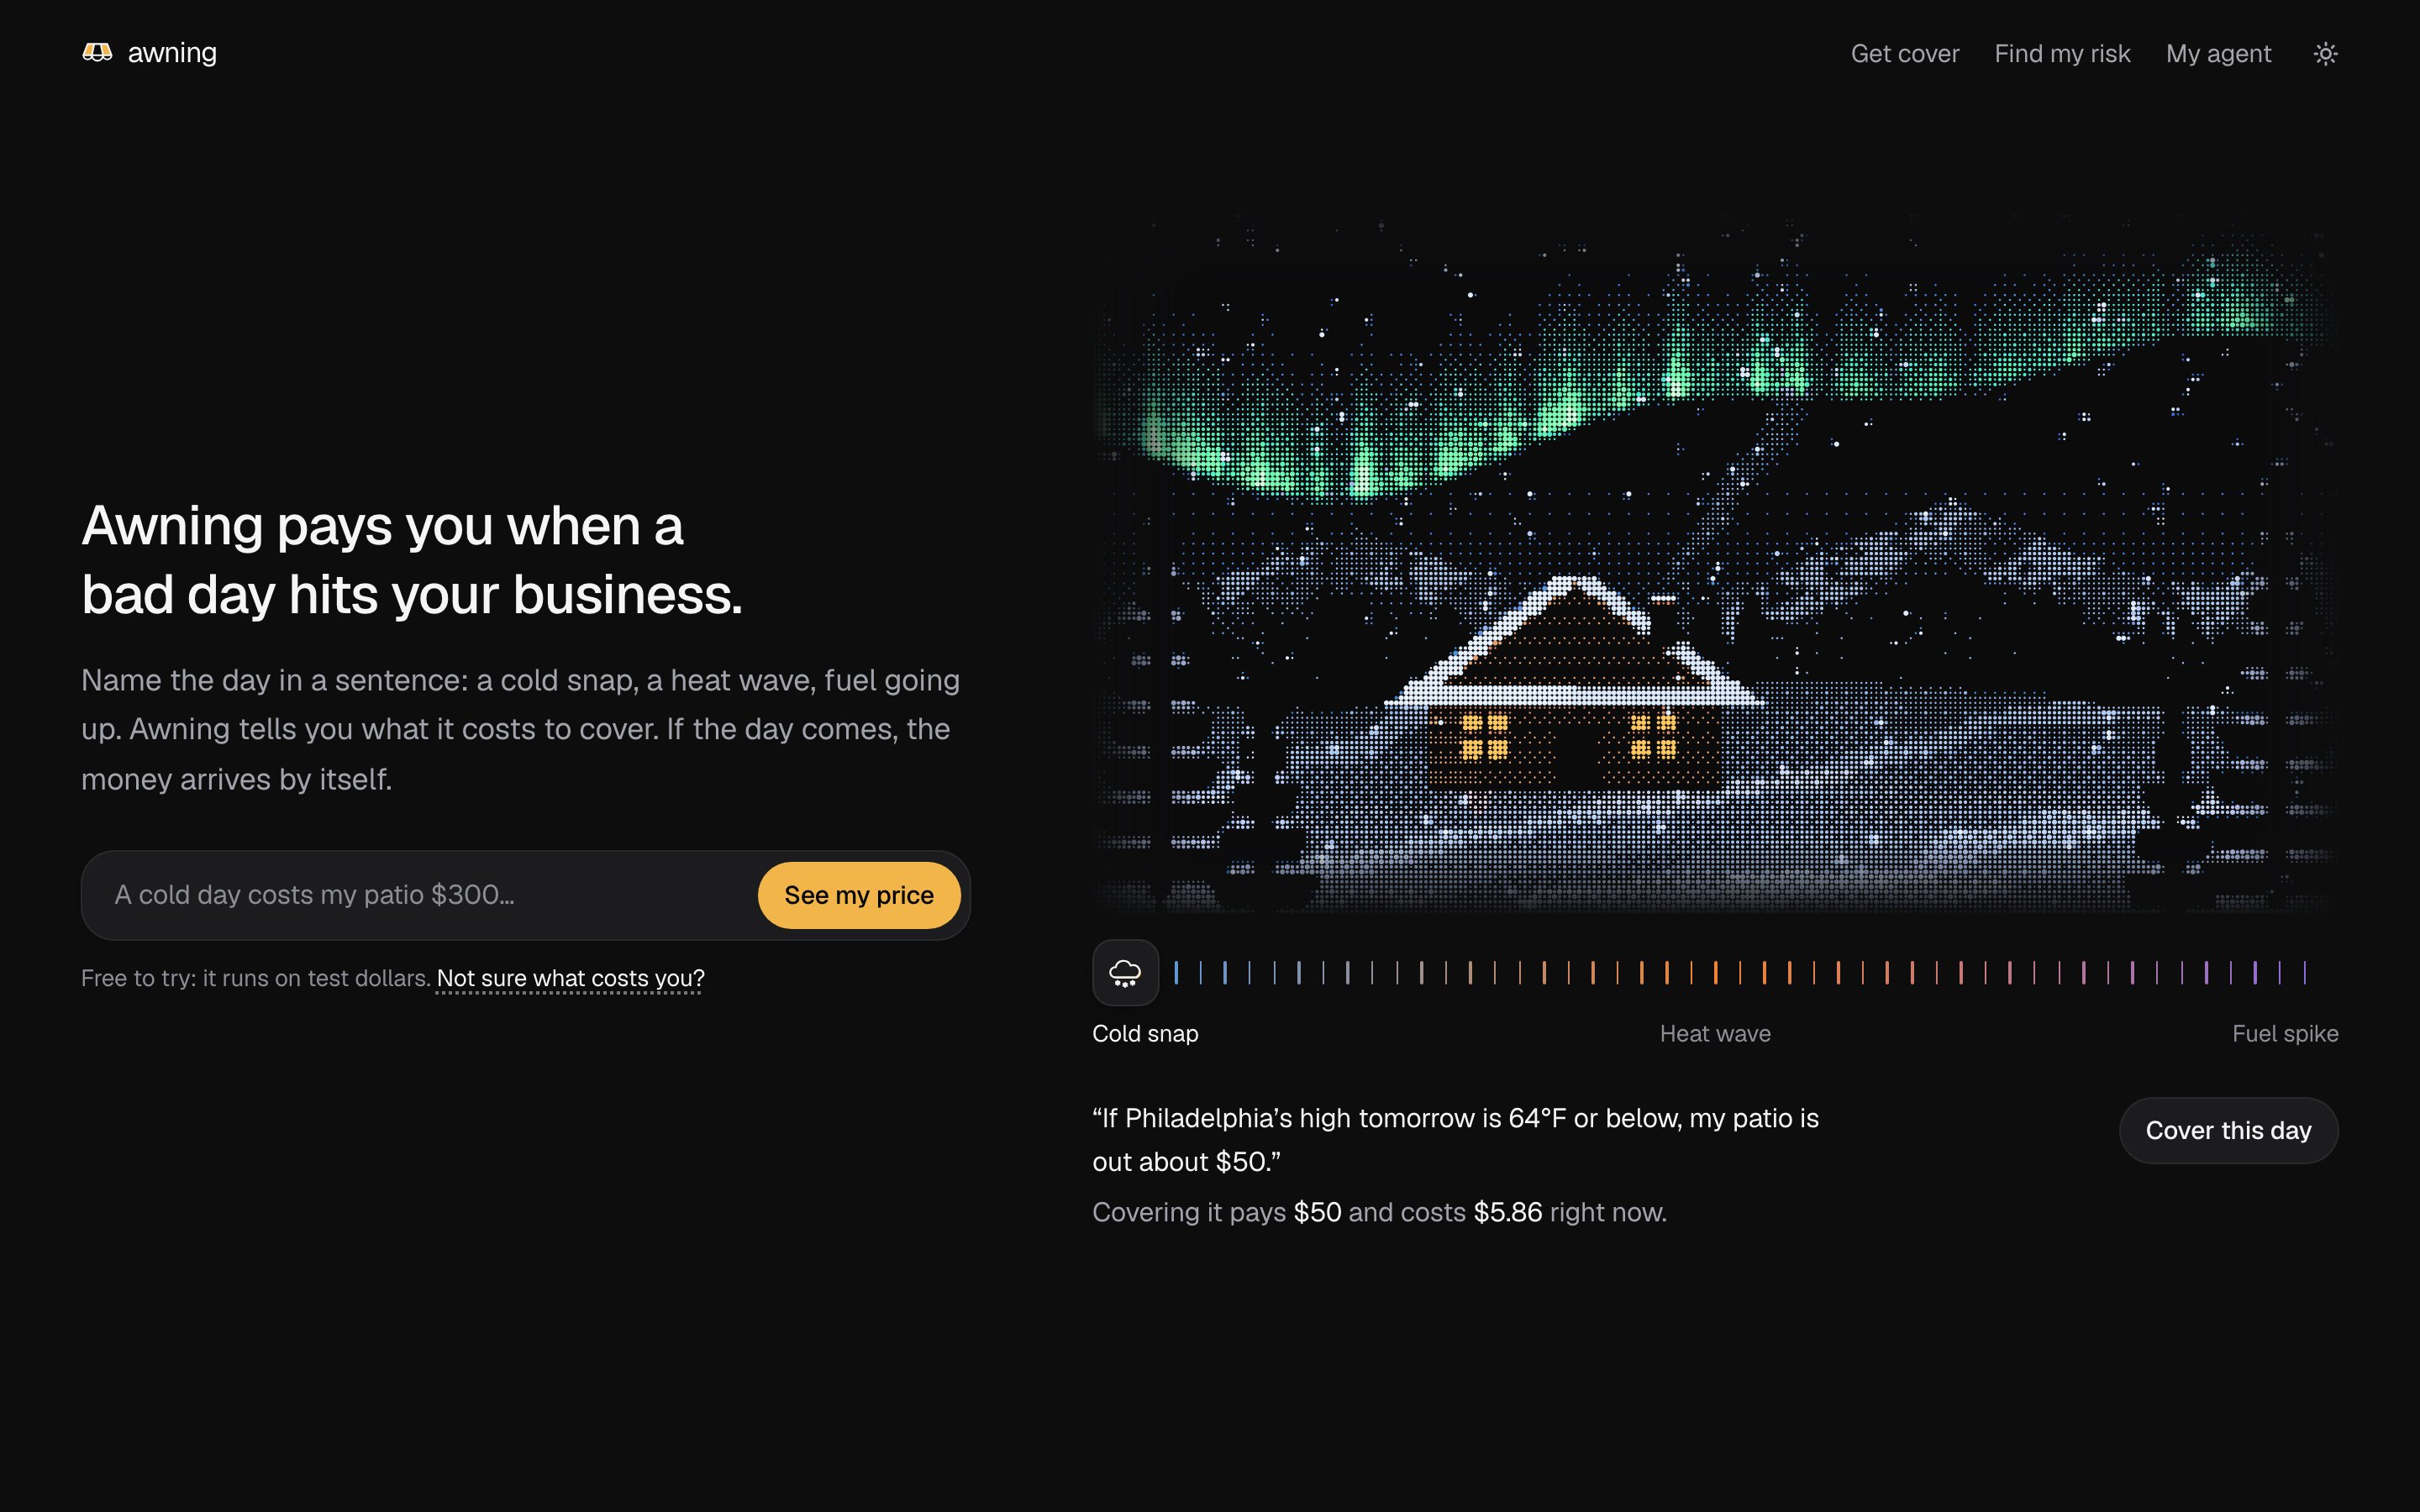 awning
Get cover
Find my risk
My agent
Awning pays you when a
bad day hits your business.
Name the day in a sentence: a cold snap, a heat wave, fuel going
up. Awning tells you what it costs to cover. If the day comes, the
money arrives by itself.
A cold day costs my patio $300...
See my price
Free to try: it runs on test dollars. Not sure what costs you?
Cold snap
Heat wave
Fuel spike
“If Philadelphia’s high tomorrow is 64°F or below, my patio is
out about $50.”
Cover this day
Covering it pays $50 and costs $5.86 right now.